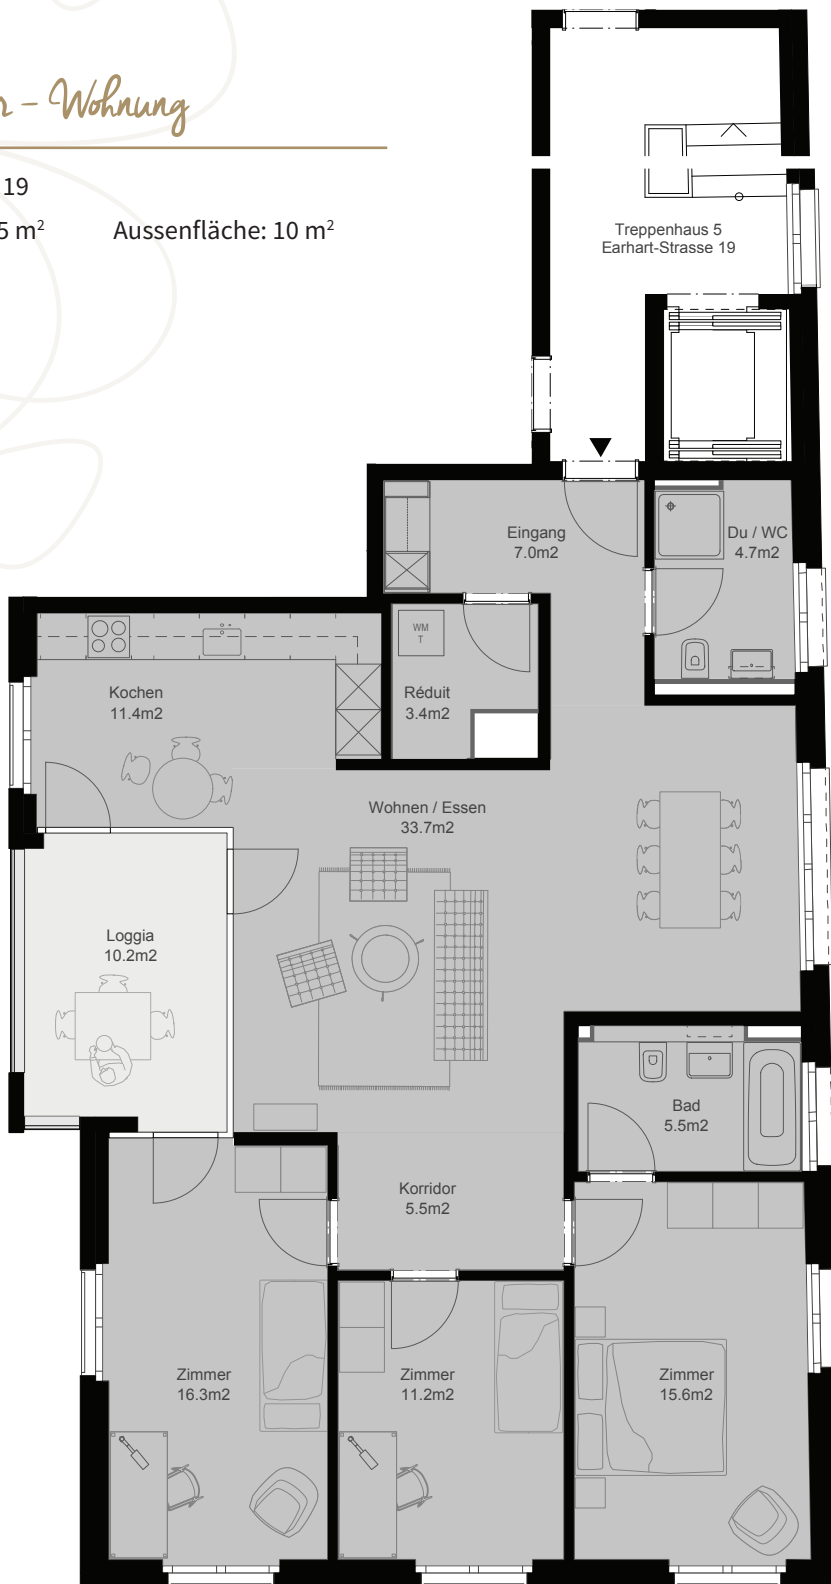 – Wohnung
19
5 m²
Aussenfläche: 10 m²
Treppenhaus 5
Earhart-Strasse 19
Eingang
7.0m2
Du / WC
4.7m2
WM
T
Kochen
11.4m2
Réduit
3.4m2
Wohnen / Essen
33.7m2
Loggia
10.2m2
Bad
5.5m2
Korridor
5.5m2
Zimmer
16.3m2
Zimmer
11.2m2
Zimmer
15.6m2